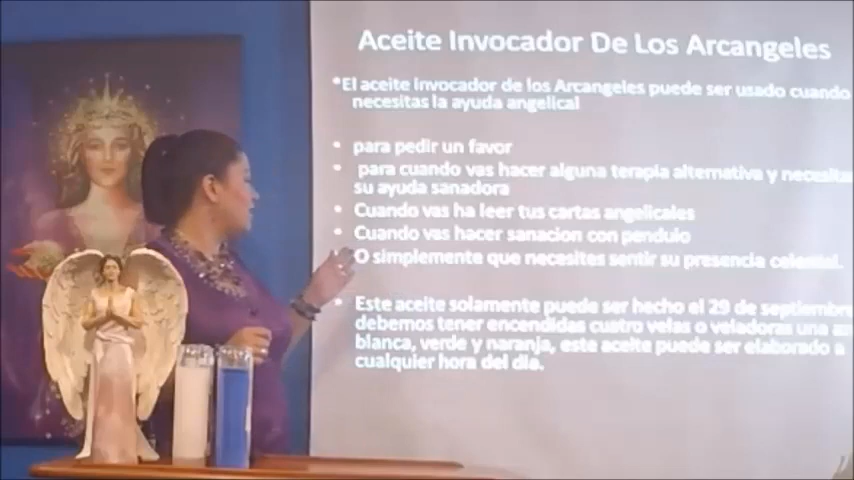 Aceite Invocador De Los Arcangeles
*El aceite invocador de los Arcangeles puede ser usado cuando
necesitas la ayuda angelical
• para pedir un favor
• para cuando vas hacer alguna terapia alternativa y necesitas
su ayuda sanadora
• Cuando vas ha leer tus cartas angelicales
• Cuando vas hacer sanacion con pendulo
O simplemente que necesites sentir su presencia celestial.
• Este aceite solamente puede ser hecho el 29 de septiembre
debemos tener encendidas cuatro velas o veladoras una
blanca, verde y naranja, este aceite puede ser elaborado a
cualquier hora del dia.